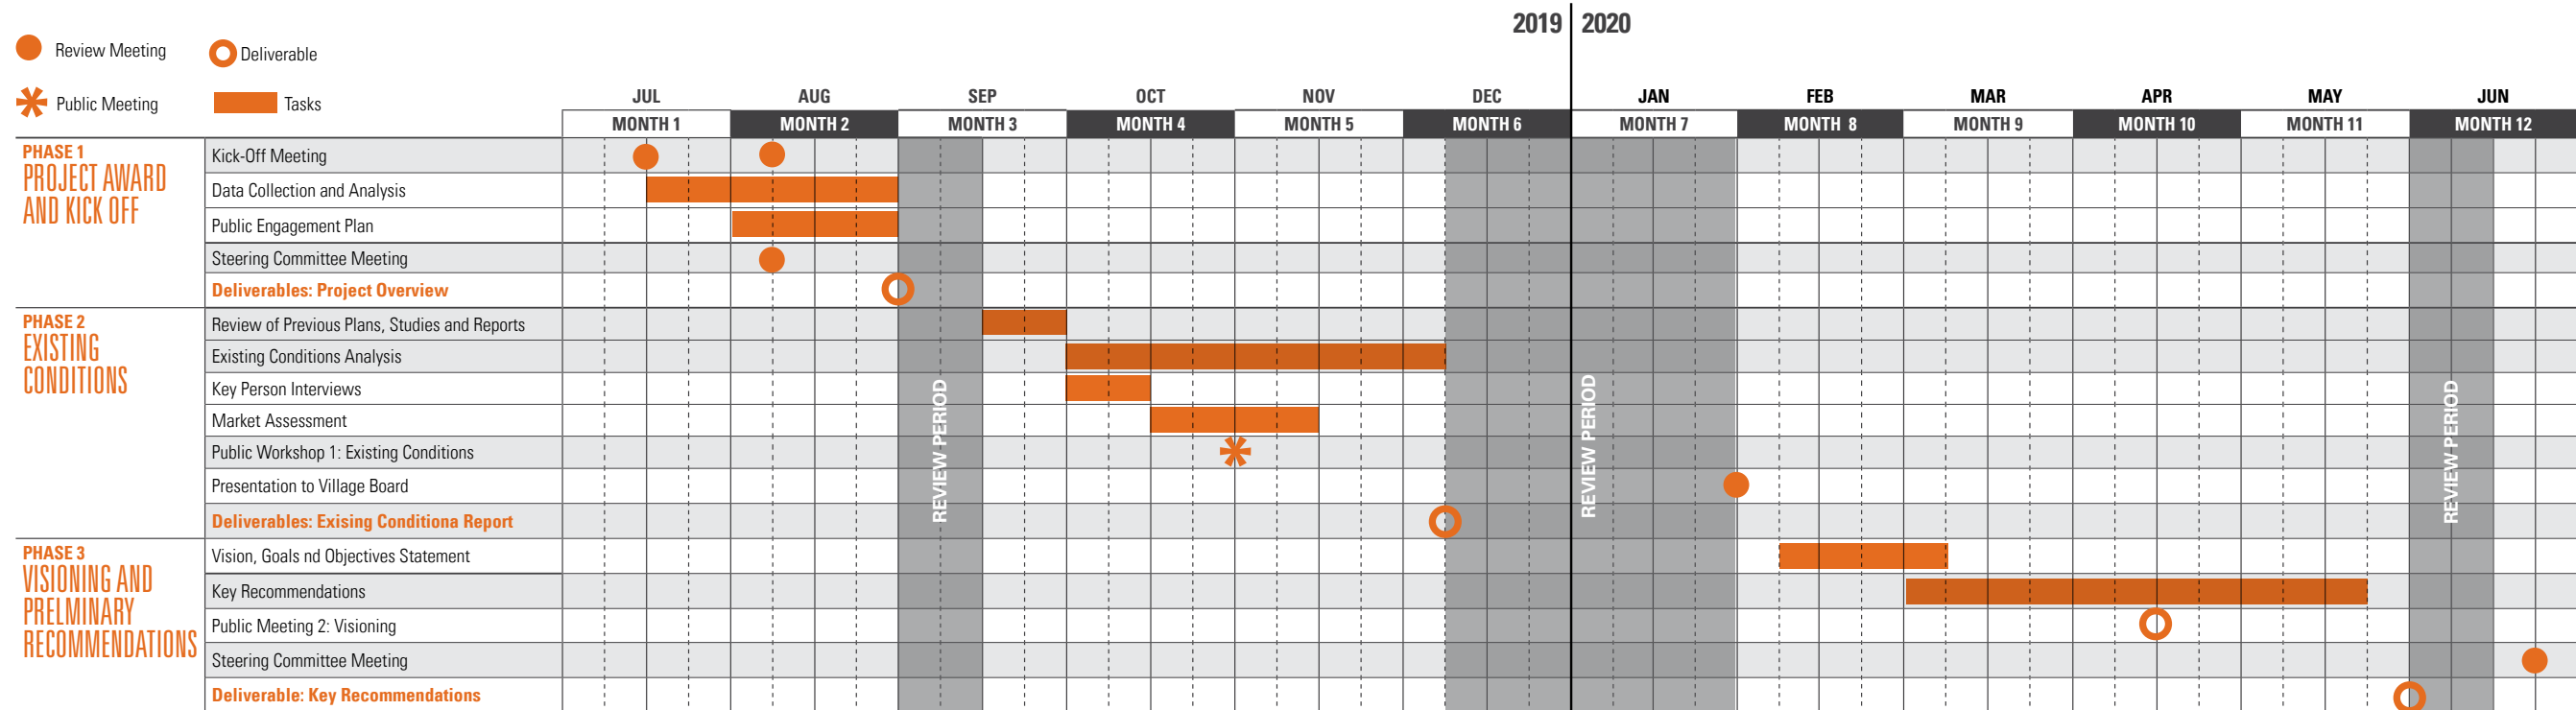 2019 2020
Review Meeting
Deliverable
Public Meeting
Tasks
JUL AUG SEP OCT NOV DEC JAN FEB MAR APR MAY JUN
MONTH 1 MONTH 2 MONTH 3 MONTH 4 MONTH 5 MONTH 6 MONTH 7 MONTH 8 MONTH 9 MONTH 10 MONTH 11 MONTH 12
PHASE 1
PROJECT AWARD
AND KICK OFF
Kick-Off Meeting
Data Collection and Analysis
Public Engagement Plan
Steering Committee Meeting
Deliverables: Project Overview
PHASE 2
EXISTING
CONDITIONS
Review of Previous Plans, Studies and Reports
Existing Conditions Analysis
Key Person Interviews
Market Assessment
Public Workshop 1: Existing Conditions
Presentation to Village Board
Deliverables: Exising Conditiona Report
REVIEW PERIOD
REVIEW PERIOD
REVIEW PERIOD
PHASE 3
VISIONING AND
PRELMINARY
RECOMMENDATIONS
Vision, Goals nd Objectives Statement
Key Recommendations
Public Meeting 2: Visioning
Steering Committee Meeting
Deliverable: Key Recommendations